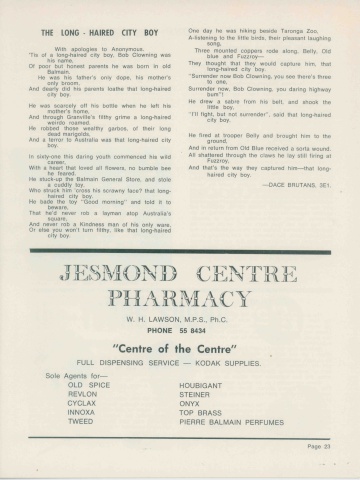 THE LONG - HAIRED CITY BOY
With apologies to Anonymous.
'Tis of a long-haired city boy, Bob Clowning was
his name,
Of poor but honest parents he was born in old
Balmain.
He was his father's only dope, his mother's
only broom,
And dearly did his parents loathe that long-haired
city boy.
He was scarcely off his bottle when he left his
mother's home,
And through Granville's filthy grime a long-haired
weirdo roamed.
He robbed those wealthy garbos, of their long
dead marigolds.
And a terror to Australia was that long-haired city
boy.
In sixty-one this daring youth commenced his wild
career.
With a heart that loved all flowers, no bumble bee
he feared.
He stuck-up the Balmain General Store, and stole
a cuddly toy.
Who struck him 'cross his scrawny face? that long-
haired city boy.
He bade the toy "Good morning" and told it to
beware,
That he'd never rob a layman stop Australia's
square,
And never rob a Kindness man of his only ware,
Or else you won't turn filthy, like that long-haired
city boy.
One day he was hiking beside Taronga Zoo.
A-listening to the little birds, their pleasant laughing
song,
Three mounted coppers rode along, Belly, Old
blue and Fuzzroy—
They thought that they would capture him, that
long-haired city boy.
"Surrender now Bob Clowning, you see there's three
to one,
Surrender now, Bob Clowning, you daring highway
bum"!
He drew a sabre from his belt, and shook the
little boy.
"I'll fight, but not surrender", said that long-haired
city boy.
He fired at trooper Belly and brought him to the
ground,
And in return from Old Blue received a sorta wound.
All shattered through the claws he lay still firing at
Fuzzroy.
And that's the way they captured him—that long-
haired city boy.
—DACE BRUTANS, 3E1.
JESMOND CENTRE
PHARMACY
W. H. LAWSON, M.P.S., Ph.C.
PHONE 55 8434
"Centre of the Centre"
FULL DISPENSING SERVICE — KODAK SUPPLIES.
Sole Agents for—
OLD SPICE
REVLON
CYCLAX
INNOXA
TWEED
HOUBIGANT
STEINER
ONYX
TOP BRASS
PIERRE BALMAIN PERFUMES
Page 23